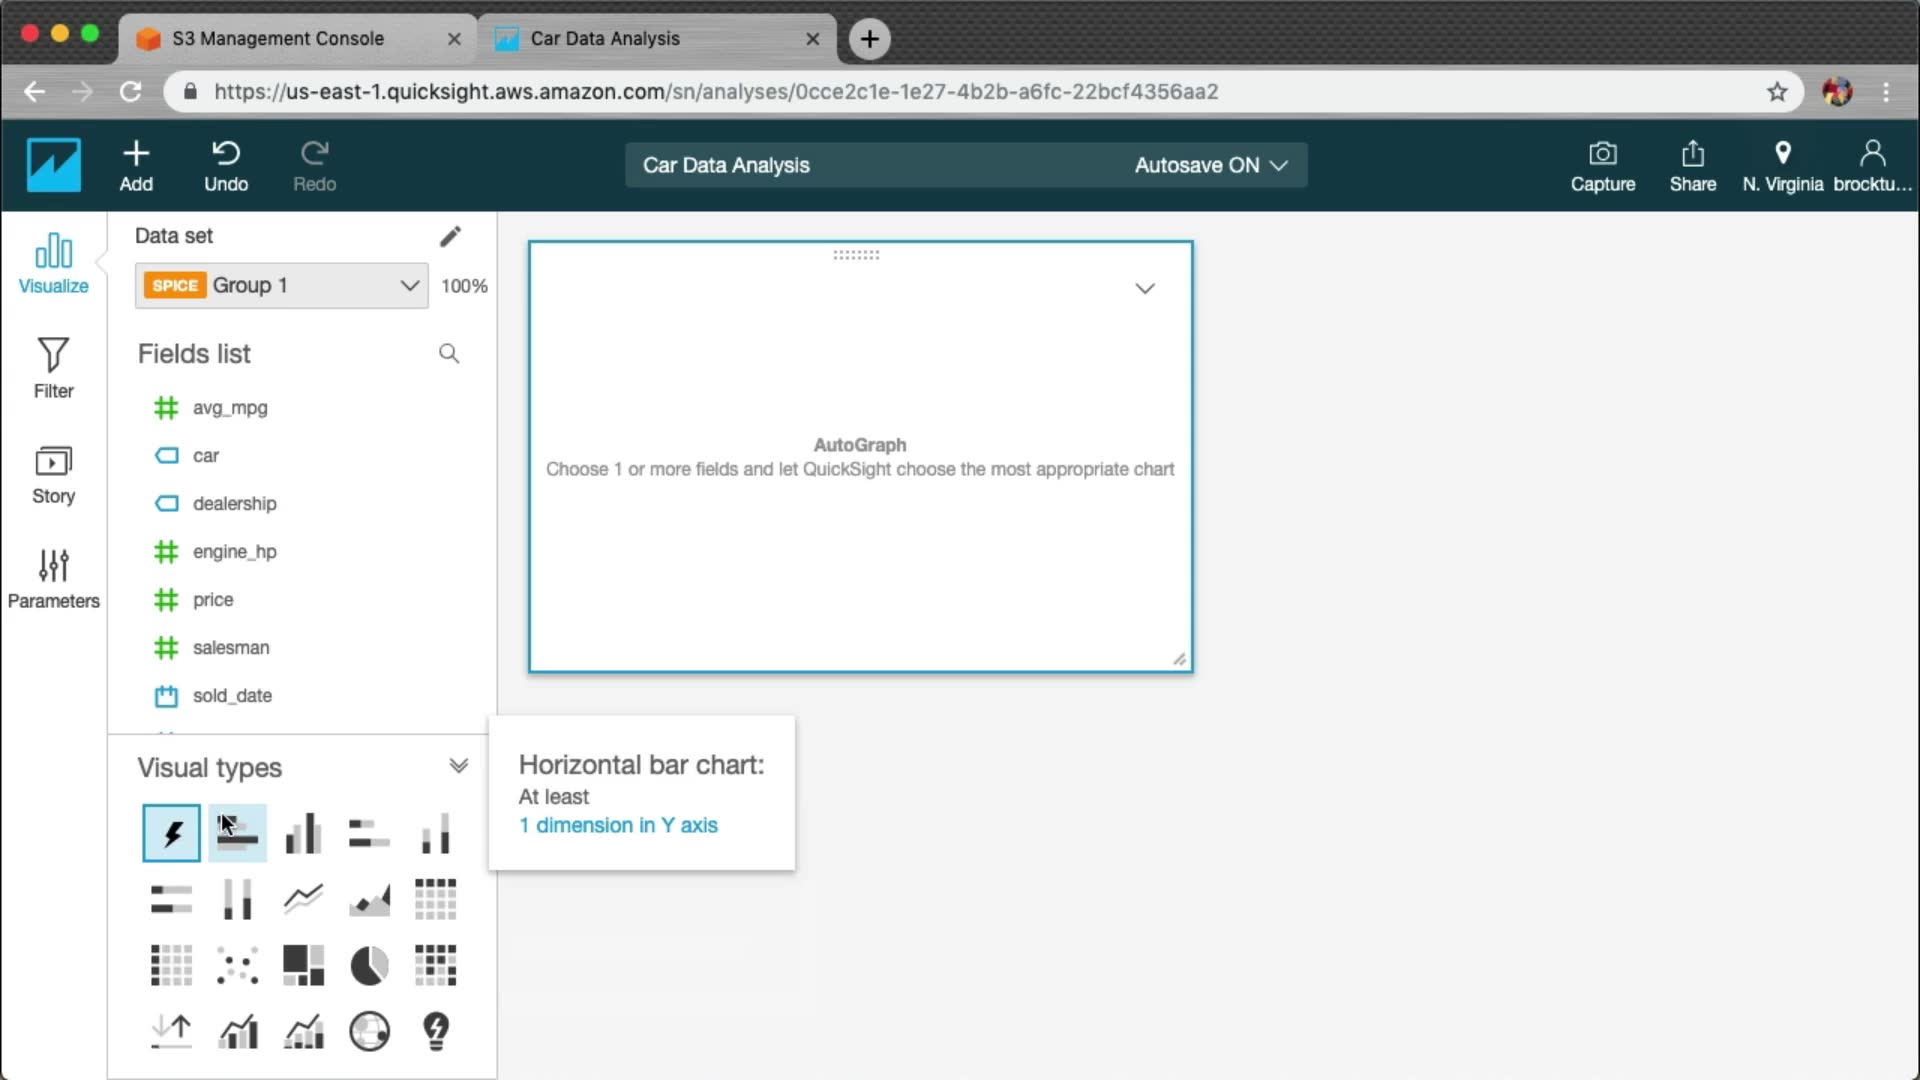 S3 Management Console
Car Data Analysis
https://us-east-1.quicksight.aws.amazon.com/sn/analyses/0cce2c1e-1e27-4b2b-a6fc-22bcf4356aa2
Add
Undo
Redo
Car Data Analysis
Autosave ON
Capture
Share
N. Virginia
brocktu...
Visualize
Filter
Story
Parameters
Data set
SPICE Group 1
100%
Fields list
avg_mpg
car
dealership
engine_hp
price
salesman
sold_date
AutoGraph
Choose 1 or more fields and let QuickSight choose the most appropriate chart
Visual types
Horizontal bar chart:
At least
1 dimension in Y axis